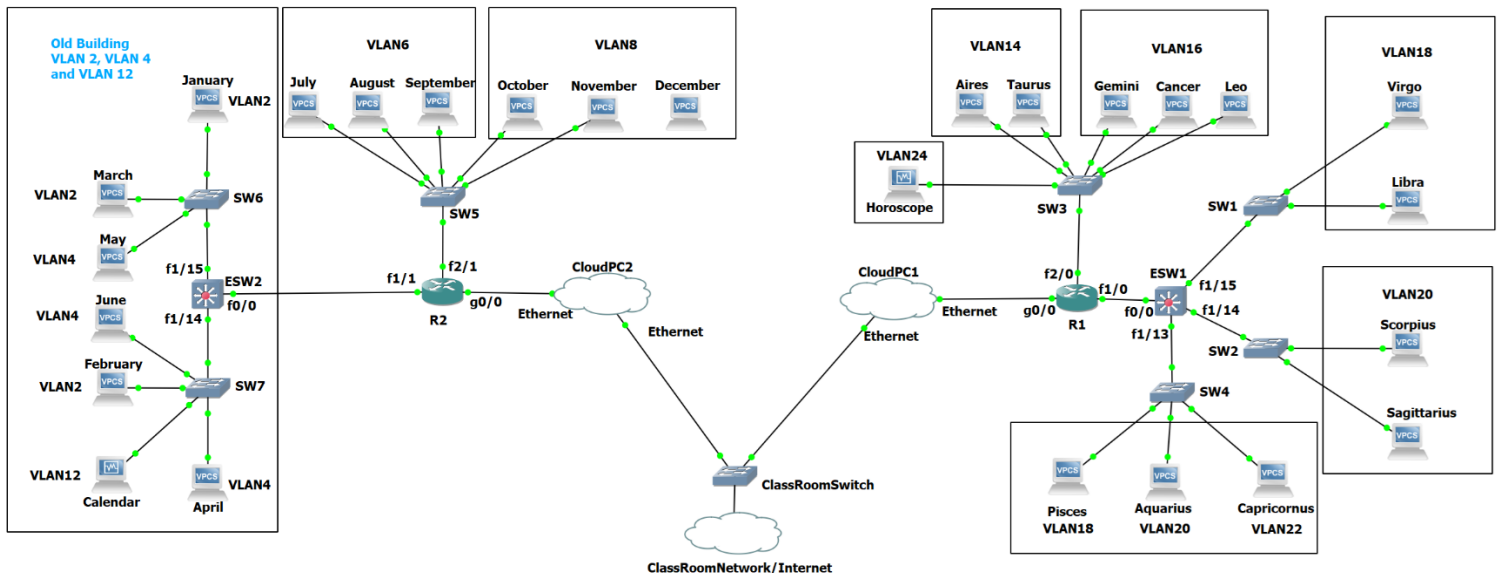 Old Building
VLAN 2, VLAN 4
and VLAN 12
January
VPCS
VLAN2
March
VLAN2
VPCS
SW6
May
VLAN4
VPCS
f1/15
ESW2
f0/0
f1/14
June
VLAN4
VPCS
February
VLAN2
VPCS
SW7
VLAN12
Calendar
VPCS
VLAN4
April
VLAN6
July
August
September
VPCS
VPCS
VPCS
VLAN8
October
November
December
VPCS
VPCS
VPCS
SW5
f2/1
f1/1
g0/0
R2
CloudPC2
Ethernet
Ethernet
CloudPC1
Ethernet
Ethernet
ClassRoomSwitch
ClassRoomNetwork/Internet
VLAN14
Aires
Taurus
VPCS
VPCS
VLAN16
Gemini
Cancer
Leo
VPCS
VPCS
VPCS
VLAN24
Horoscope
SW3
f2/0
f1/0
g0/0
R1
ESW1
f0/0
f1/15
f1/14
f1/13
VLAN18
Virgo
VPCS
Libra
VPCS
SW1
VLAN20
Scorpius
VPCS
SW2
Sagittarius
VPCS
SW4
VPCS
VPCS
VPCS
Pisces
VLAN18
Aquarius
VLAN20
Capricornus
VLAN22